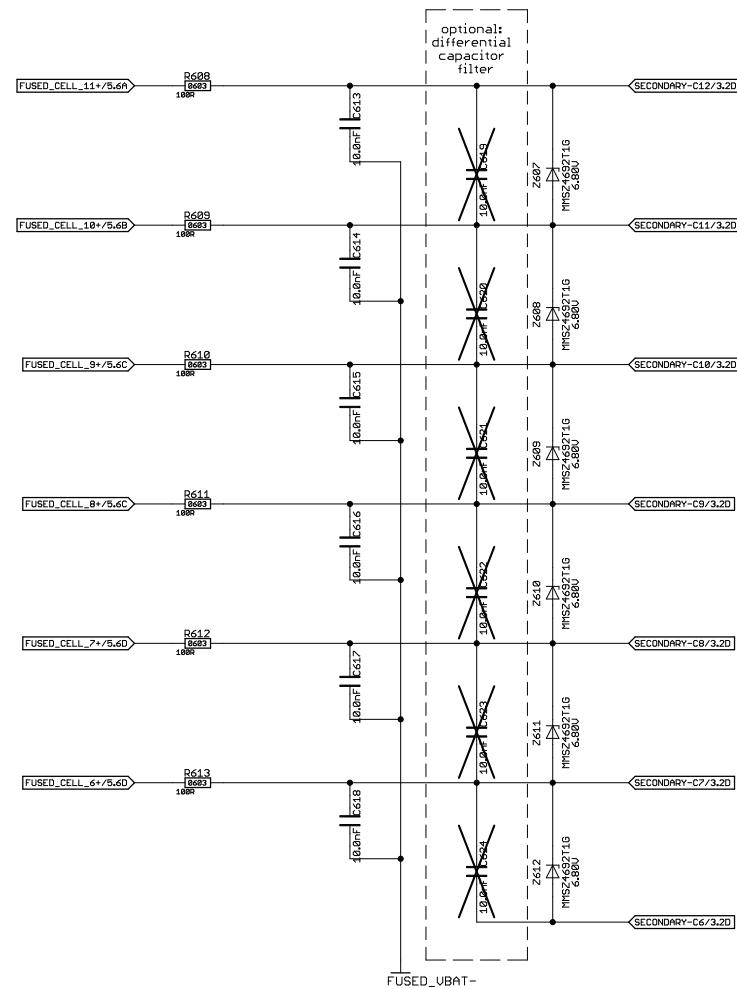 optional:
differential
capacitor
filter
FUSED_CELL_11+/5.6A
R608
0603
100R
C613
10.0nF
C619
10.0nF
Z607
MMSZ4692T1G
6.80V
SECONDARY-C12/3.2D
FUSED_CELL_10+/5.6B
R609
0603
100R
C614
10.0nF
C620
10.0nF
Z608
MMSZ4692T1G
6.80V
SECONDARY-C11/3.2D
FUSED_CELL_9+/5.6C
R610
0603
100R
C615
10.0nF
C621
10.0nF
Z609
MMSZ4692T1G
6.80V
SECONDARY-C10/3.2D
FUSED_CELL_8+/5.6C
R611
0603
100R
C616
10.0nF
C622
10.0nF
Z610
MMSZ4692T1G
6.80V
SECONDARY-C9/3.2D
FUSED_CELL_7+/5.6D
R612
0603
100R
C617
10.0nF
C623
10.0nF
Z611
MMSZ4692T1G
6.80V
SECONDARY-C8/3.2D
FUSED_CELL_6+/5.6D
R613
0603
100R
C618
10.0nF
C624
10.0nF
Z612
MMSZ4692T1G
6.80V
SECONDARY-C7/3.2D
SECONDARY-C6/3.2D
FUSED_VBAT-